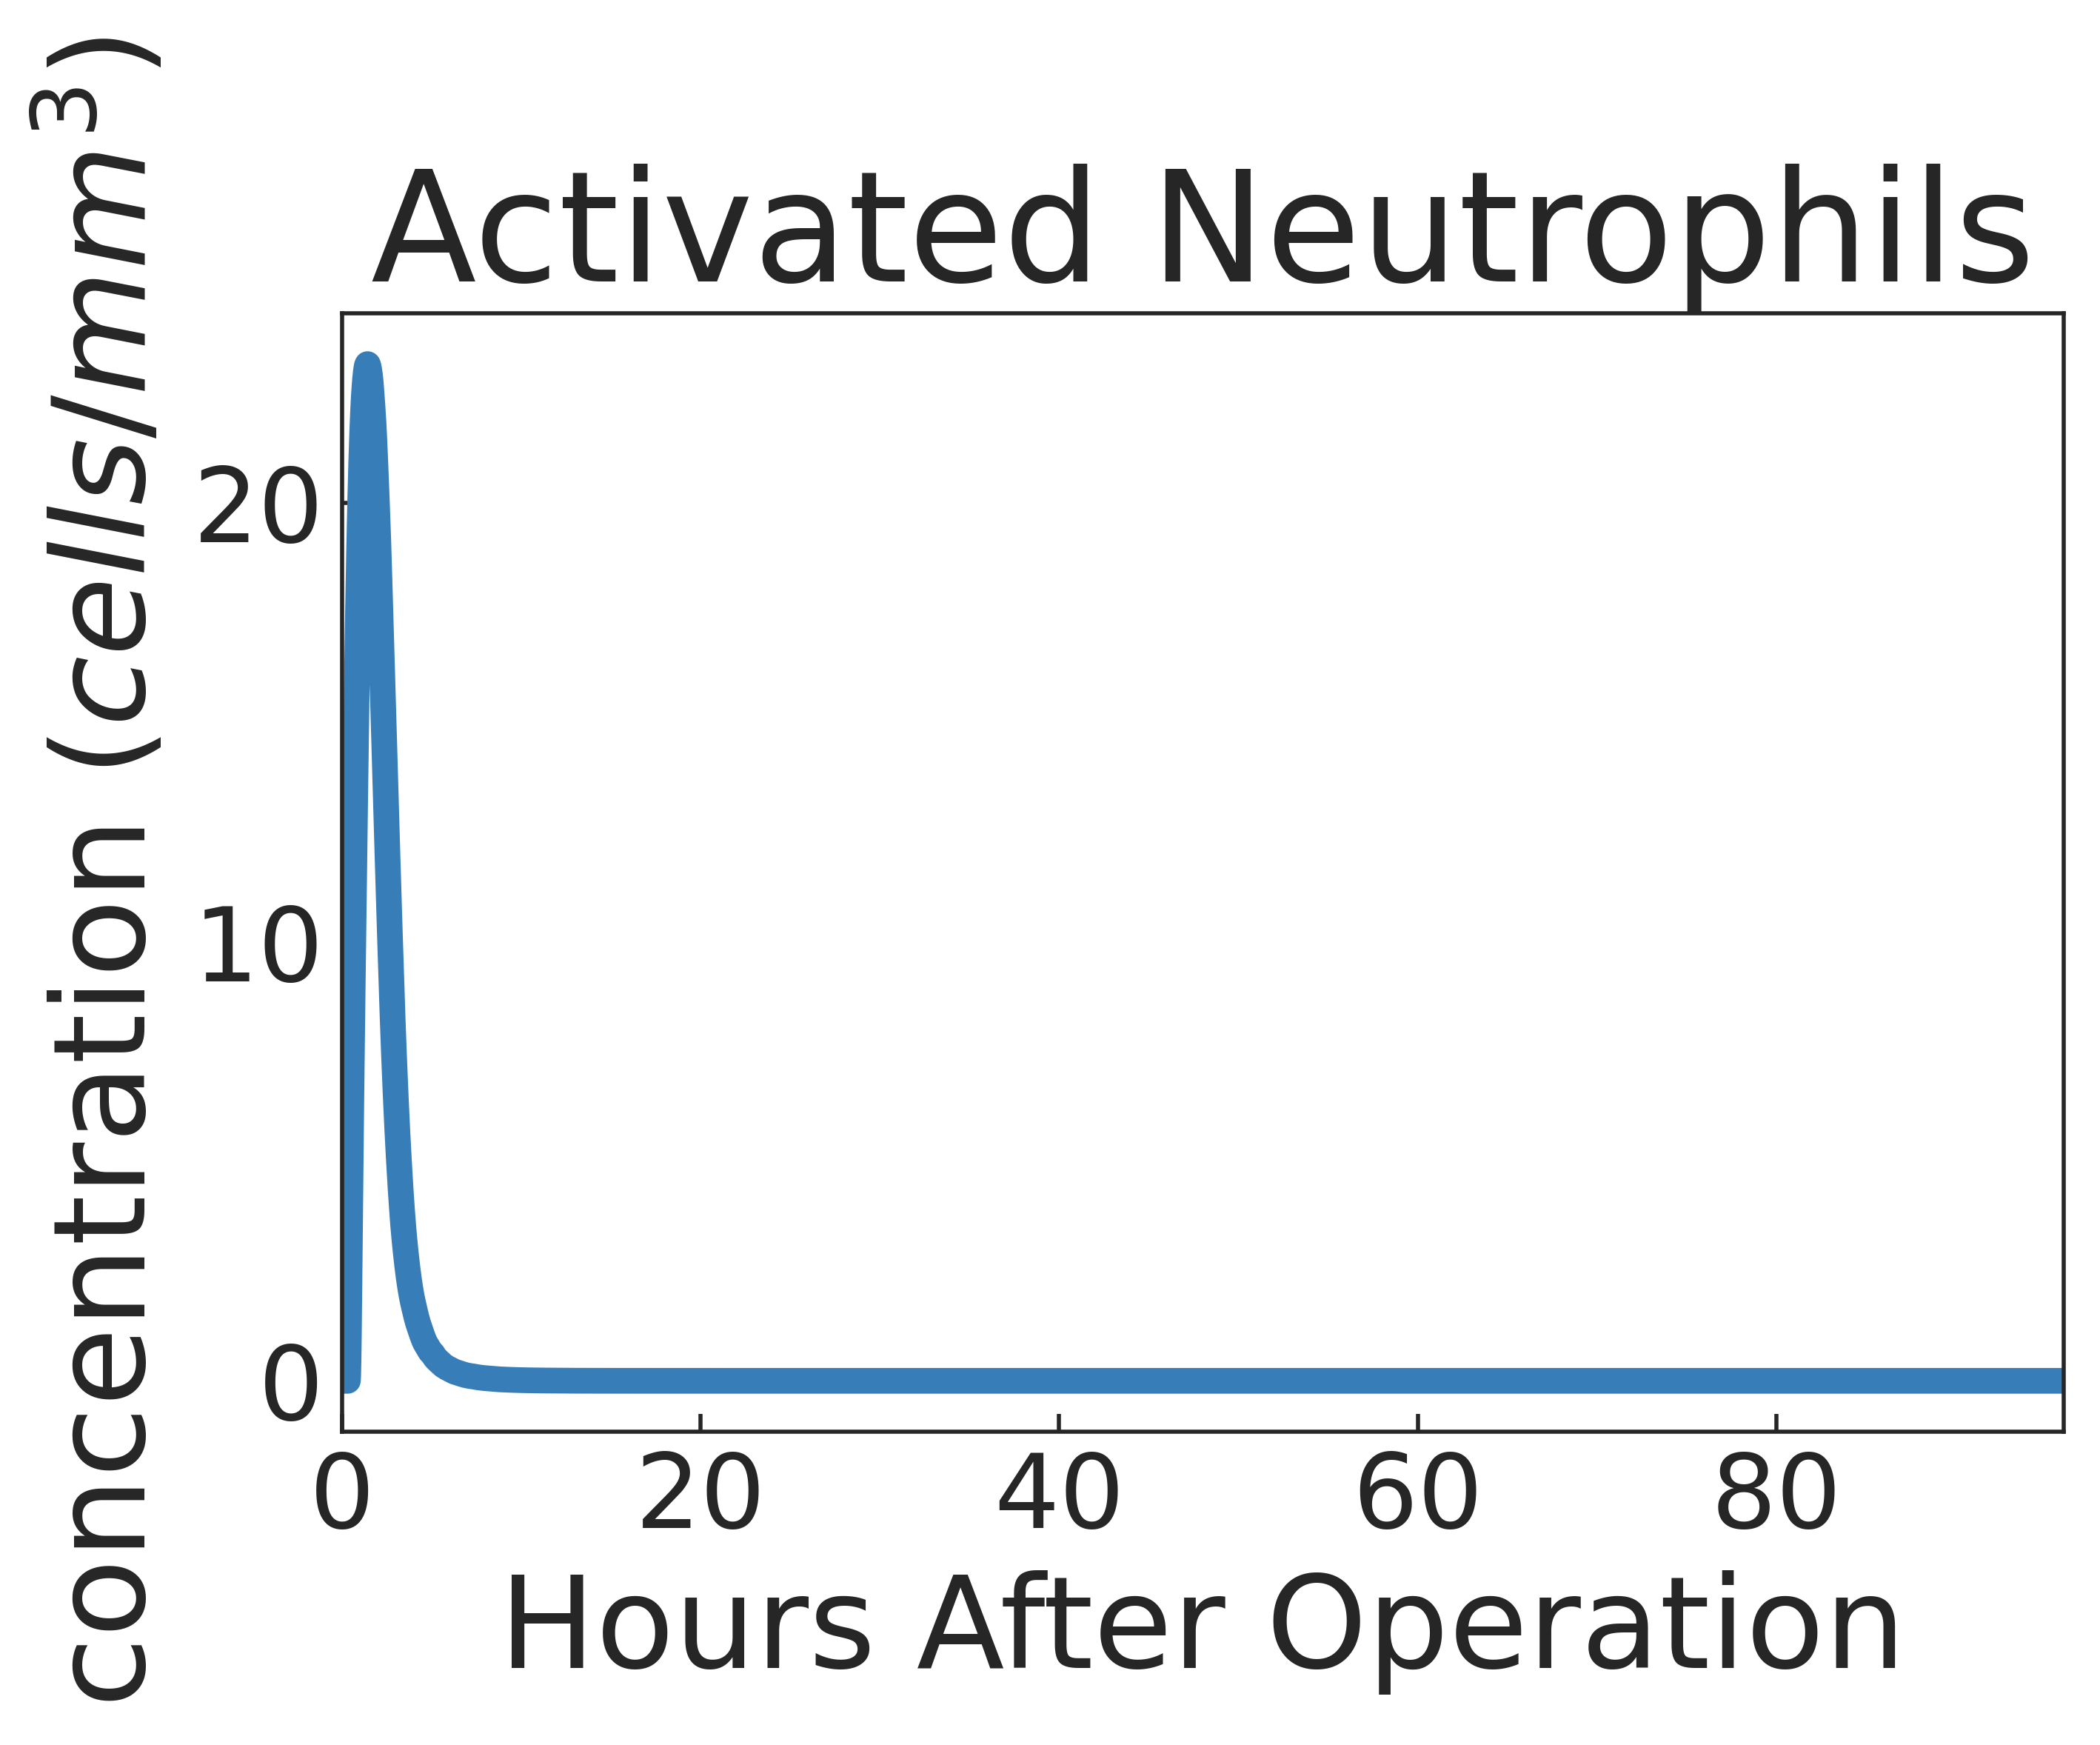 Activated Neutrophils
concentration (cells/mm³)
20
10
0
0 20 40 60 80
Hours After Operation